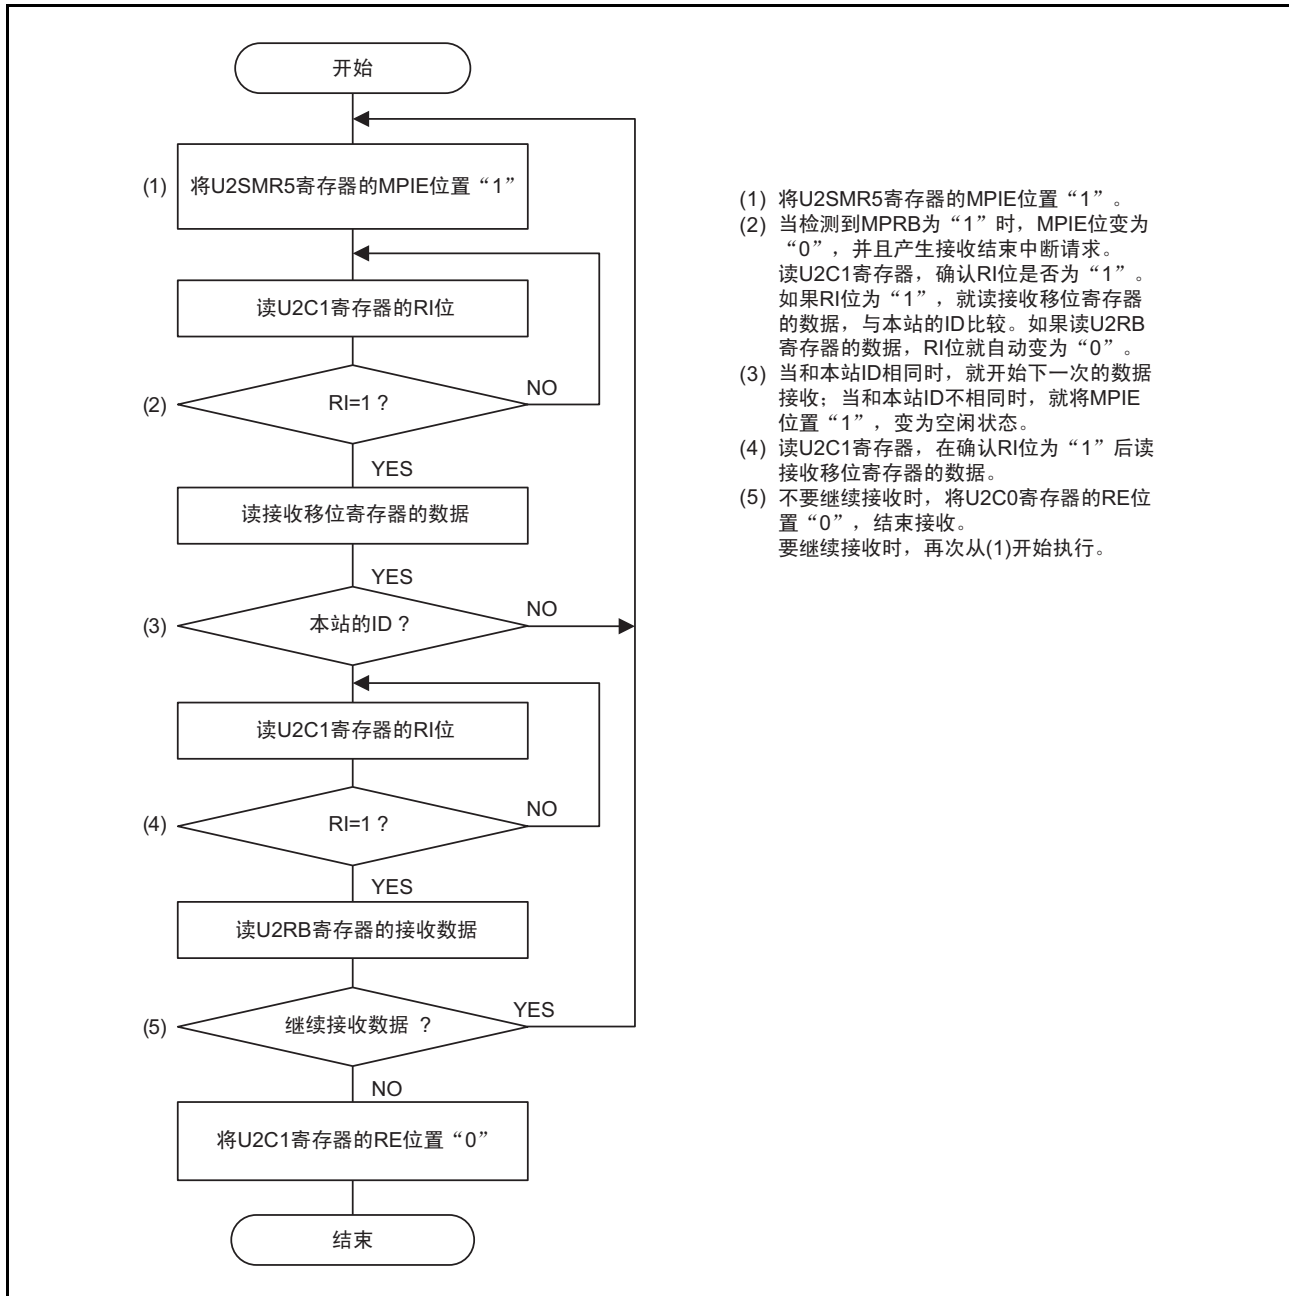 开始
(1) 将U2SMR5寄存器的MPIE位置“1”
读U2C1寄存器的RI位
(2) RI=1 ? NO
YES
读接收移位寄存器的数据
YES
(3) 本站的ID ? NO
读U2C1寄存器的RI位
(4) RI=1 ? NO
YES
读U2RB寄存器的接收数据
(5) 继续接收数据 ? YES
NO
将U2C1寄存器的RE位置“0”
结束
(1) 将U2SMR5寄存器的MPIE位置“1”。
(2) 当检测到MPRB为“1”时，MPIE位变为
“0”，并且产生接收结束中断请求。
读U2C1寄存器，确认RI位是否为“1”。
如果RI位为“1”，就读接收移位寄存器
的数据，与本站的ID比较。如果读U2RB
寄存器的数据，RI位就自动变为“0”。
(3) 当和本站ID相同时，就开始下一次的数据
接收；当和本站ID不相同时，就将MPIE
位置“1”，变为空闲状态。
(4) 读U2C1寄存器，在确认RI位为“1”后读
接收移位寄存器的数据。
(5) 不要继续接收时，将U2C0寄存器的RE位
置“0”，结束接收。
要继续接收时，再次从(1)开始执行。